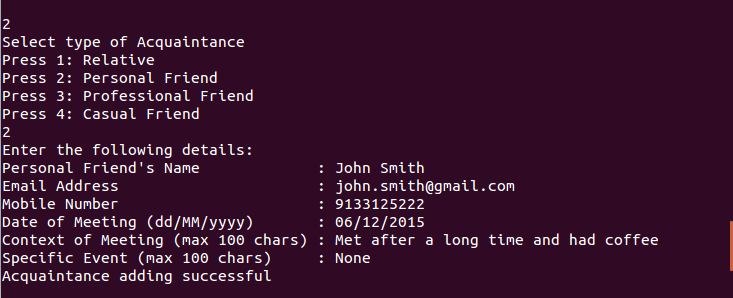 2
Select type of Acquaintance
Press 1: Relative
Press 2: Personal Friend
Press 3: Professional Friend
Press 4: Casual Friend
2
Enter the following details:
Personal Friend's Name : John Smith
Email Address : john.smith@gmail.com
Mobile Number : 9133125222
Date of Meeting (dd/MM/yyyy) : 06/12/2015
Context of Meeting (max 100 chars) : Met after a long time and had coffee
Specific Event (max 100 chars) : None
Acquaintance adding successful